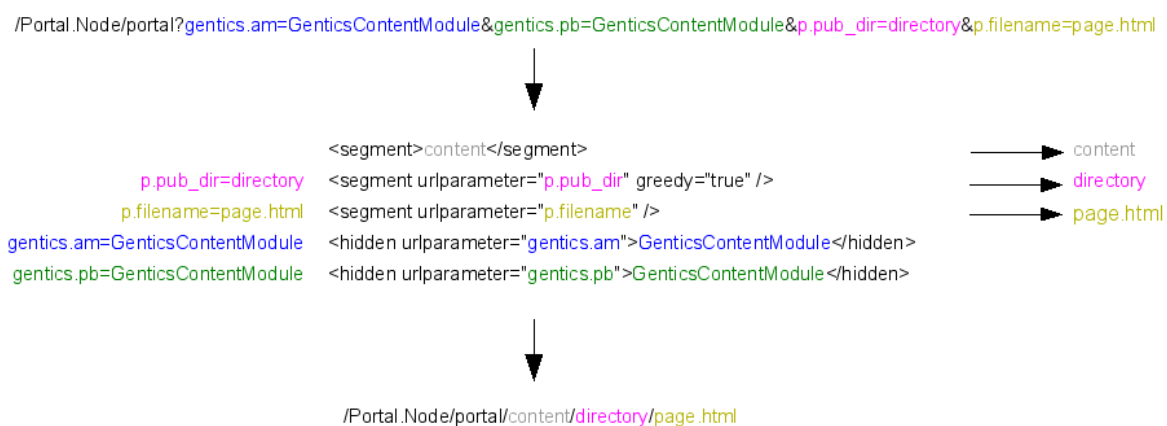 /Portal.Node/portal?gentics.am=GenticsContentModule&gentics.pb=GenticsContentModule&p.pub_dir=directory&p.filename=page.html
<segment>content</segment> content
p.pub_dir=directory <segment urlparameter="p.pub_dir" greedy="true" /> directory
p.filename=page.html <segment urlparameter="p.filename" /> page.html
gentics.am=GenticsContentModule <hidden urlparameter="gentics.am">GenticsContentModule</hidden>
gentics.pb=GenticsContentModule <hidden urlparameter="gentics.pb">GenticsContentModule</hidden>
/Portal.Node/portal/content/directory/page.html